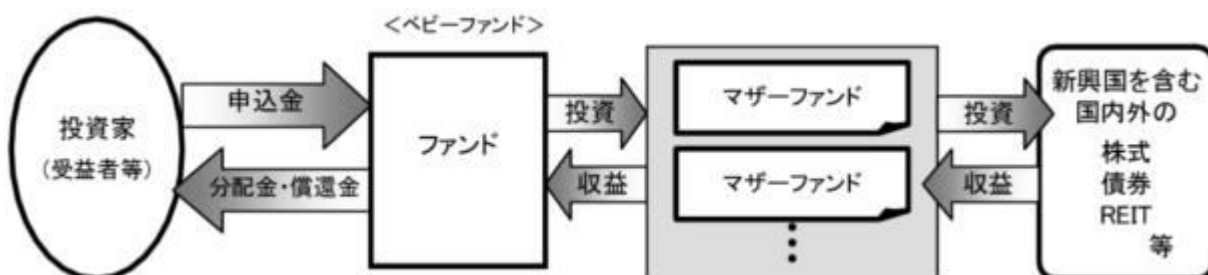 ＜ベビーファンド＞
投資家
(受益者等)
申込金
分配金・償還金
ファンド
投資
収益
マザーファンド
マザーファンド
投資
収益
新興国を含む
国内外の
株式
債券
REIT
等